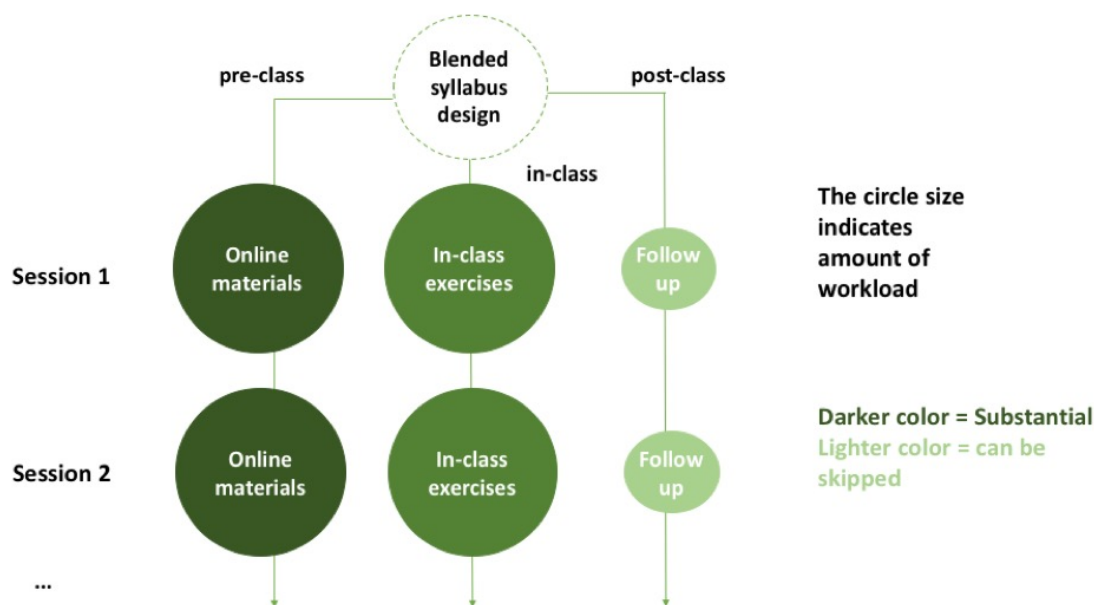 Blended
syllabus
design
pre-class
post-class
in-class
Session 1
Online
materials
In-class
exercises
Follow
up
The circle size
indicates
amount of
workload
Session 2
Online
materials
In-class
exercises
Follow
up
Darker color = Substantial
Lighter color = can be
skipped
...